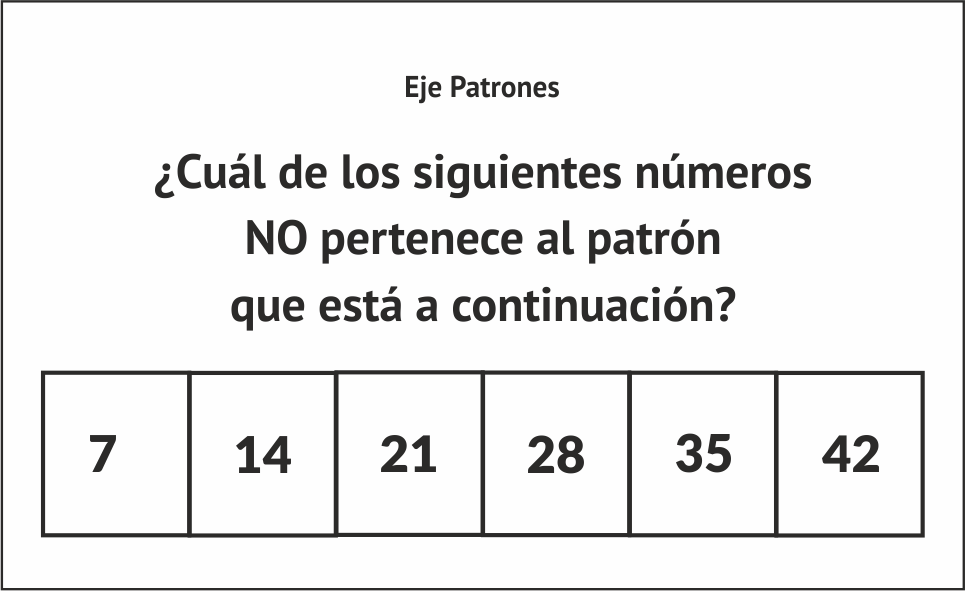 Eje Patrones
¿Cuál de los siguientes números
NO pertenece al patrón
que está a continuación?
7 14 21 28 35 42